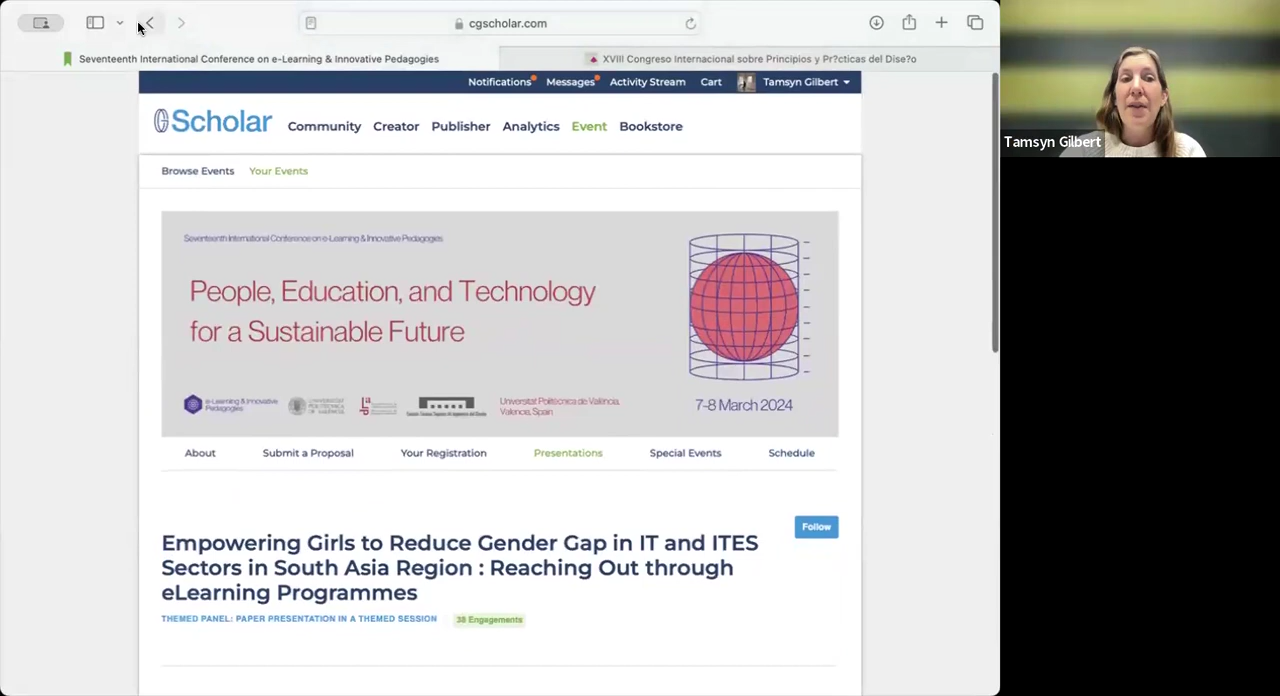 cgscholar.com
Seventeenth International Conference on e-Learning & Innovative Pedagogies
XVIII Congreso Internacional sobre Principios y Pr?cticas del Dise?o
Notifications Messages Activity Stream Cart Tamsyn Gilbert
Scholar Community Creator Publisher Analytics Event Bookstore
Browse Events Your Events
Seventeenth International Conference on e-Learning & Innovative Pedagogies
People, Education, and Technology
for a Sustainable Future
e-Learning & Innovative
Pedagogies
Universitat Politècnica de València,
Valencia, Spain
7-8 March 2024
About Submit a Proposal Your Registration Presentations Special Events Schedule
Follow
Empowering Girls to Reduce Gender Gap in IT and ITES
Sectors in South Asia Region : Reaching Out through
eLearning Programmes
THEMED PANEL: PAPER PRESENTATION IN A THEMED SESSION 38 Engagements
Tamsyn Gilbert